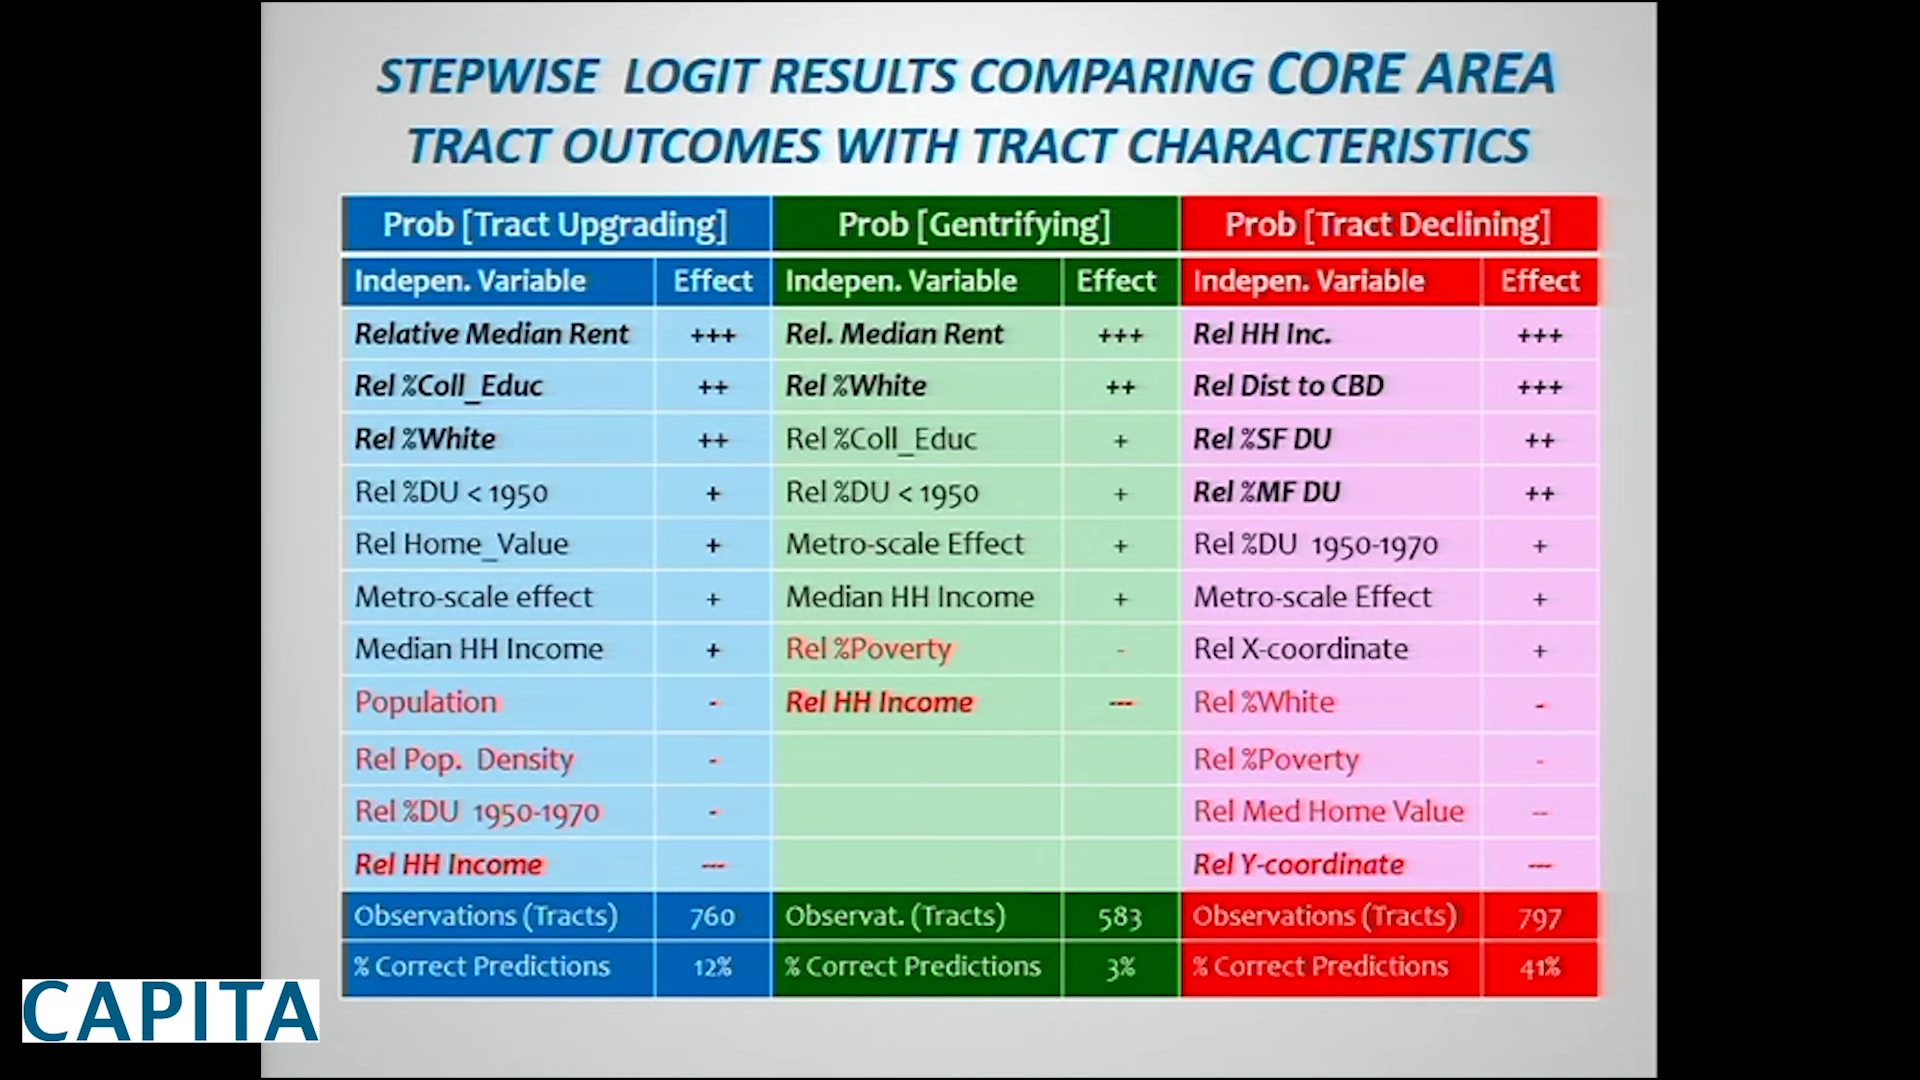 STEPWISE LOGIT RESULTS COMPARING CORE AREA
TRACT OUTCOMES WITH TRACT CHARACTERISTICS
Prob [Tract Upgrading] Prob [Gentrifying] Prob [Tract Declining]
Indepen. Variable Effect Indepen. Variable Effect Indepen. Variable Effect
Relative Median Rent +++ Rel. Median Rent +++ Rel HH Inc. +++
Rel %Coll_Educ ++ Rel %White ++ Rel Dist to CBD +++
Rel %White ++ Rel %Coll_Educ + Rel %SF DU ++
Rel %DU < 1950 + Rel %DU < 1950 + Rel %MF DU ++
Rel Home_Value + Metro-scale Effect + Rel %DU 1950-1970 +
Metro-scale effect + Median HH Income + Metro-scale Effect +
Median HH Income + Rel %Poverty - Rel X-coordinate +
Population - Rel HH Income --- Rel %White -
Rel Pop. Density - Rel %Poverty -
Rel %DU 1950-1970 - Rel Med Home Value --
Rel HH Income --- Rel Y-coordinate ---
Observations (Tracts) 760 Observat. (Tracts) 583 Observations (Tracts) 797
% Correct Predictions 12% % Correct Predictions 3% % Correct Predictions 41%
CAPITA